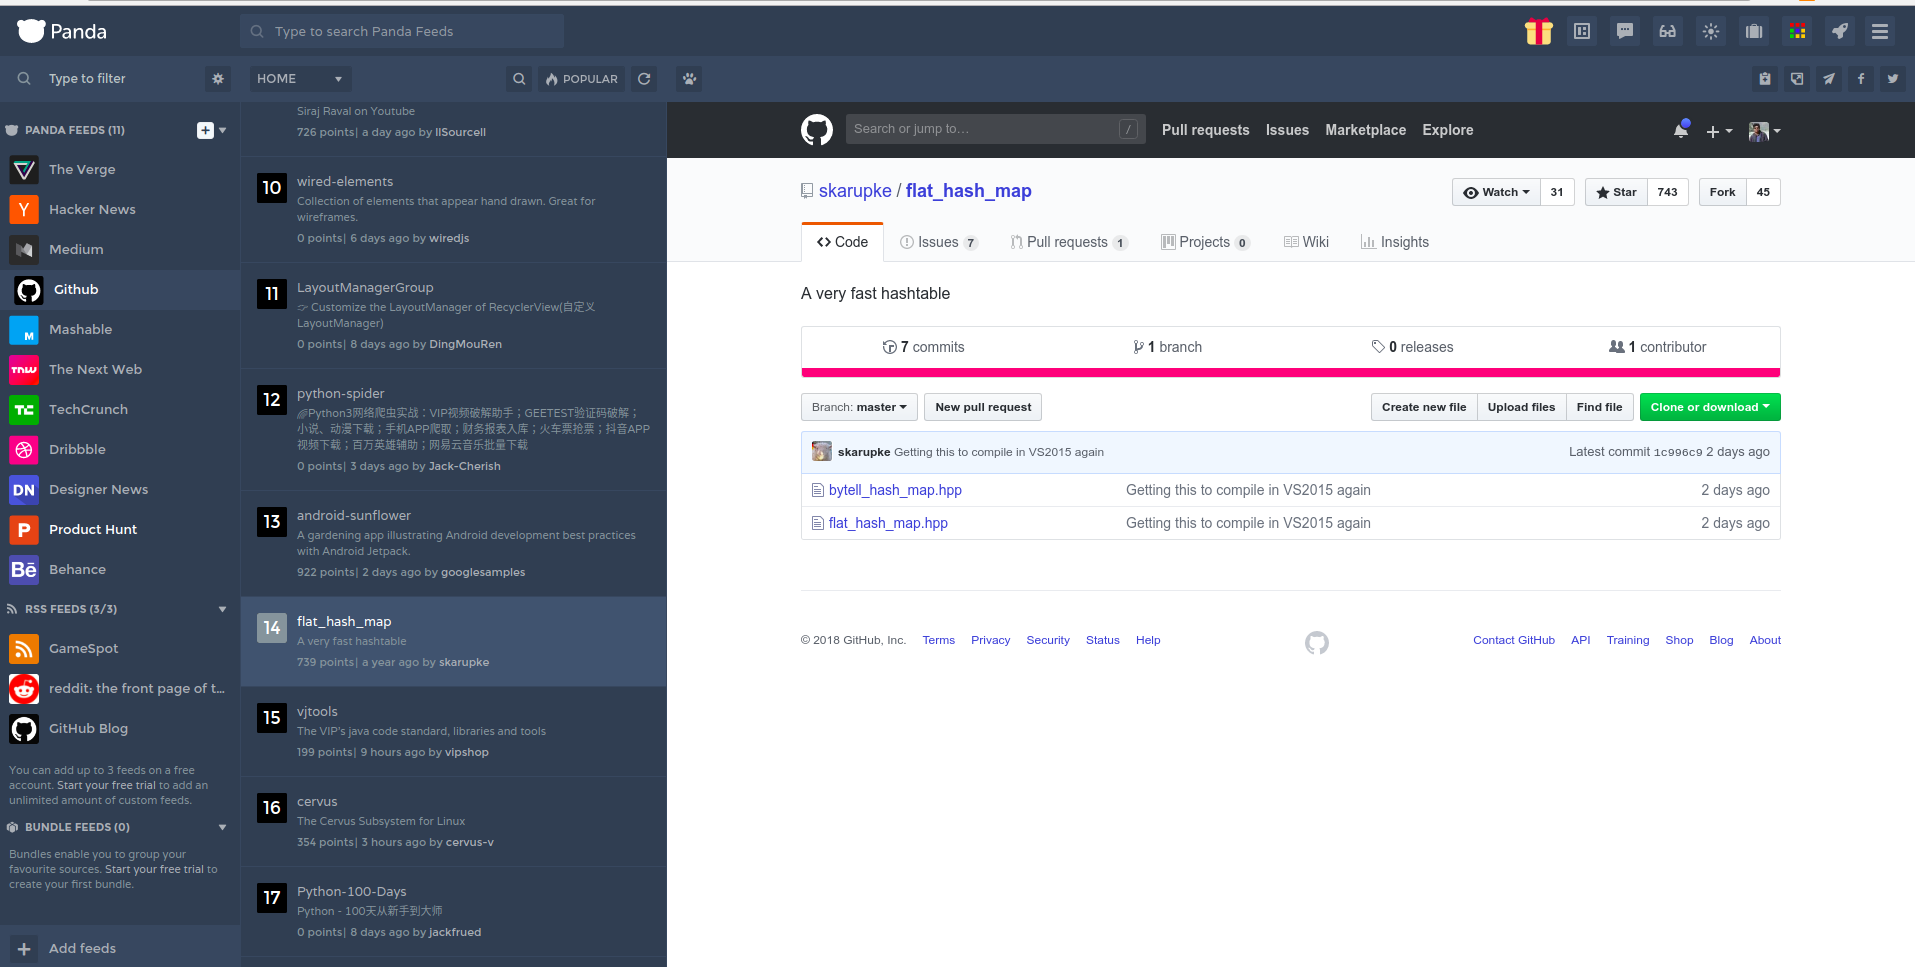 Panda
Type to search Panda Feeds
Type to filter
HOME
POPULAR
PANDA FEEDS (11)
The Verge
Hacker News
Medium
Github
Mashable
The Next Web
TechCrunch
Dribbble
Designer News
Product Hunt
Behance
RSS FEEDS (3/3)
GameSpot
reddit: the front page of t...
GitHub Blog
You can add up to 3 feeds on a free
account. Start your free trial to add an
unlimited amount of custom feeds.
BUNDLE FEEDS (0)
Bundles enable you to group your
favourite sources. Start your free trial to
create your first bundle.
Add feeds
Siraj Raval on Youtube
726 points| a day ago by llSourcell
10 wired-elements
Collection of elements that appear hand drawn. Great for
wireframes.
0 points| 6 days ago by wiredjs
11 LayoutManagerGroup
👉 Customize the LayoutManager of RecyclerView(自定义
LayoutManager)
0 points| 8 days ago by DingMouRen
12 python-spider
🌈Python3网络爬虫实战：VIP视频破解助手；GEETEST验证码破解；
小说、动漫下载；手机APP爬取；财务报表入库；火车票抢票；抖音APP
视频下载；百万英雄辅助；网易云音乐批量下载
0 points| 3 days ago by Jack-Cherish
13 android-sunflower
A gardening app illustrating Android development best practices
with Android Jetpack.
922 points| 2 days ago by googlesamples
14 flat_hash_map
A very fast hashtable
739 points| a year ago by skarupke
15 vjtools
The VIP's java code standard, libraries and tools
199 points| 9 hours ago by vipshop
16 cervus
The Cervus Subsystem for Linux
354 points| 3 hours ago by cervus-v
17 Python-100-Days
Python - 100天从新手到大师
0 points| 8 days ago by jackfrued
Search or jump to… / Pull requests Issues Marketplace Explore
skarupke / flat_hash_map
Watch 31 Star 743 Fork 45
Code Issues 7 Pull requests 1 Projects 0 Wiki Insights
A very fast hashtable
7 commits 1 branch 0 releases 1 contributor
Branch: master New pull request Create new file Upload files Find file Clone or download
skarupke Getting this to compile in VS2015 again Latest commit 1c996c9 2 days ago
bytell_hash_map.hpp Getting this to compile in VS2015 again 2 days ago
flat_hash_map.hpp Getting this to compile in VS2015 again 2 days ago
© 2018 GitHub, Inc. Terms Privacy Security Status Help Contact GitHub API Training Shop Blog About